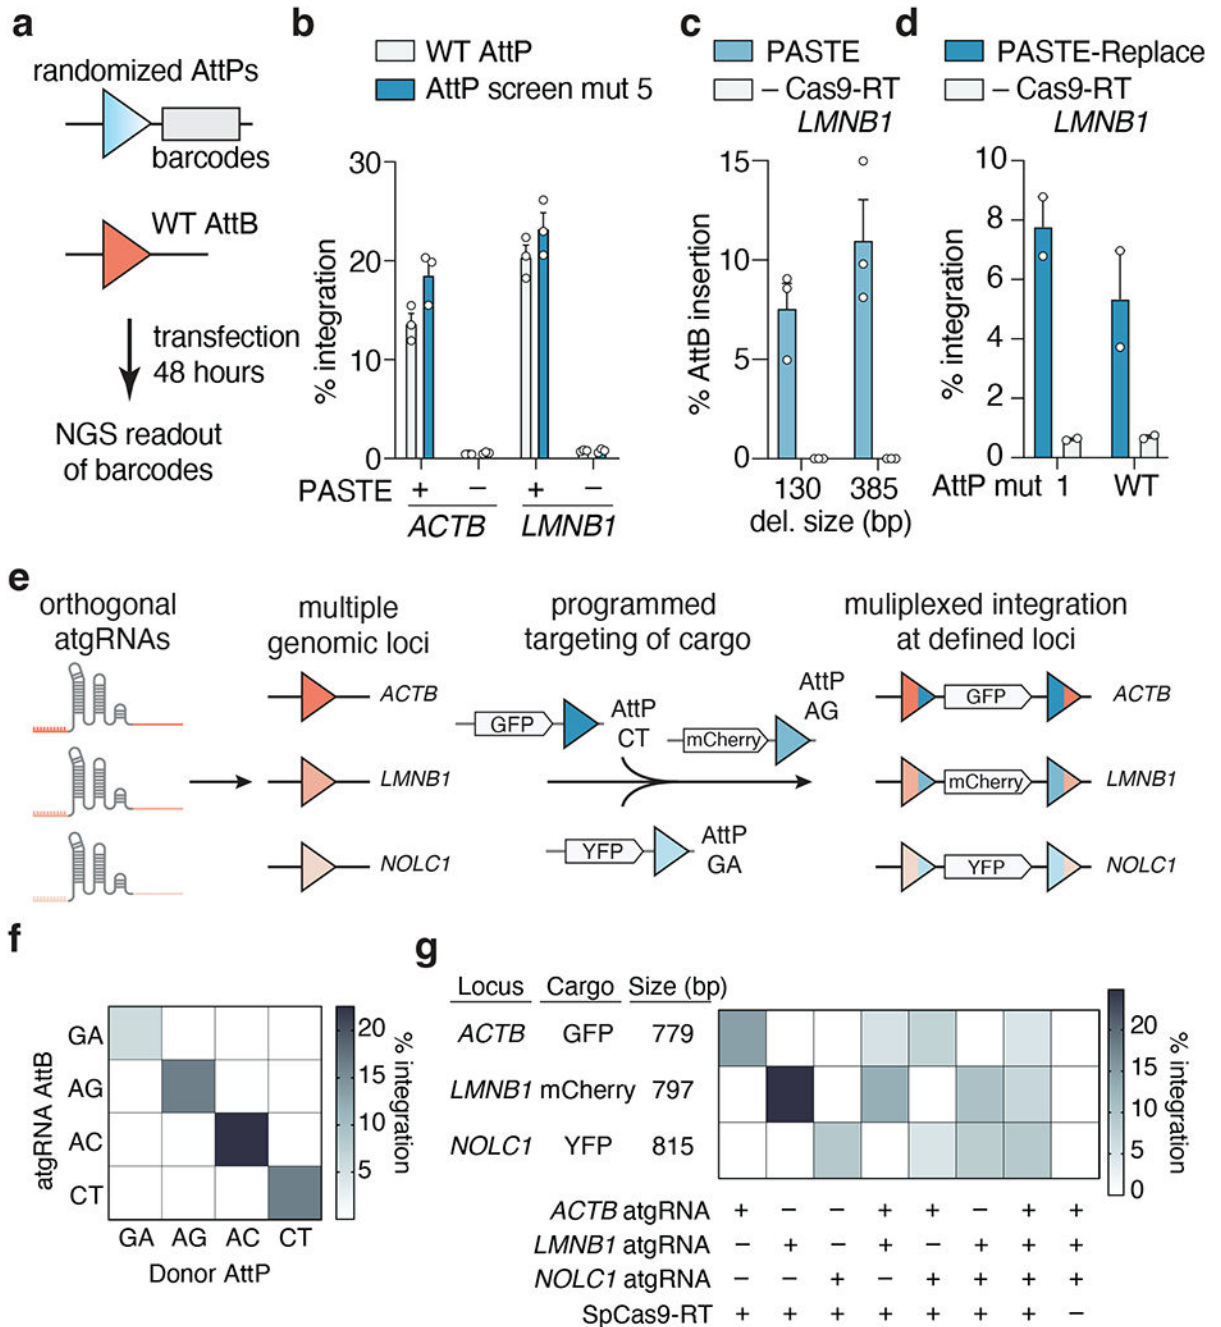 a
randomized AttPs
barcodes
WT AttB
transfection
48 hours
NGS readout
of barcodes
b
WT AttP
AttP screen mut 5
% integration
30
20
10
0
PASTE + − + −
ACTB LMNB1
c
PASTE
– Cas9-RT
LMNB1
% AttB insertion
15
10
5
0
130 385
del. size (bp)
d
PASTE-Replace
– Cas9-RT
LMNB1
% integration
10
8
6
4
2
0
AttP mut 1 WT
e
orthogonal
atgRNAs
multiple
genomic loci
ACTB
LMNB1
NOLC1
programmed
targeting of cargo
GFP
AttP
CT
mCherry
AttP
AG
YFP
AttP
GA
muliplexed integration
at defined loci
GFP ACTB
mCherry LMNB1
YFP NOLC1
f
atgRNA AttB
GA
AG
AC
CT
GA AG AC CT
Donor AttP
20
15
10
5
% integration
g
Locus Cargo Size (bp)
ACTB GFP 779
LMNB1 mCherry 797
NOLC1 YFP 815
20
15
10
5
0
% integration
ACTB atgRNA + − − + + − + +
LMNB1 atgRNA − + − + − + + +
NOLC1 atgRNA − − + − + + + +
SpCas9-RT + + + + + + + −